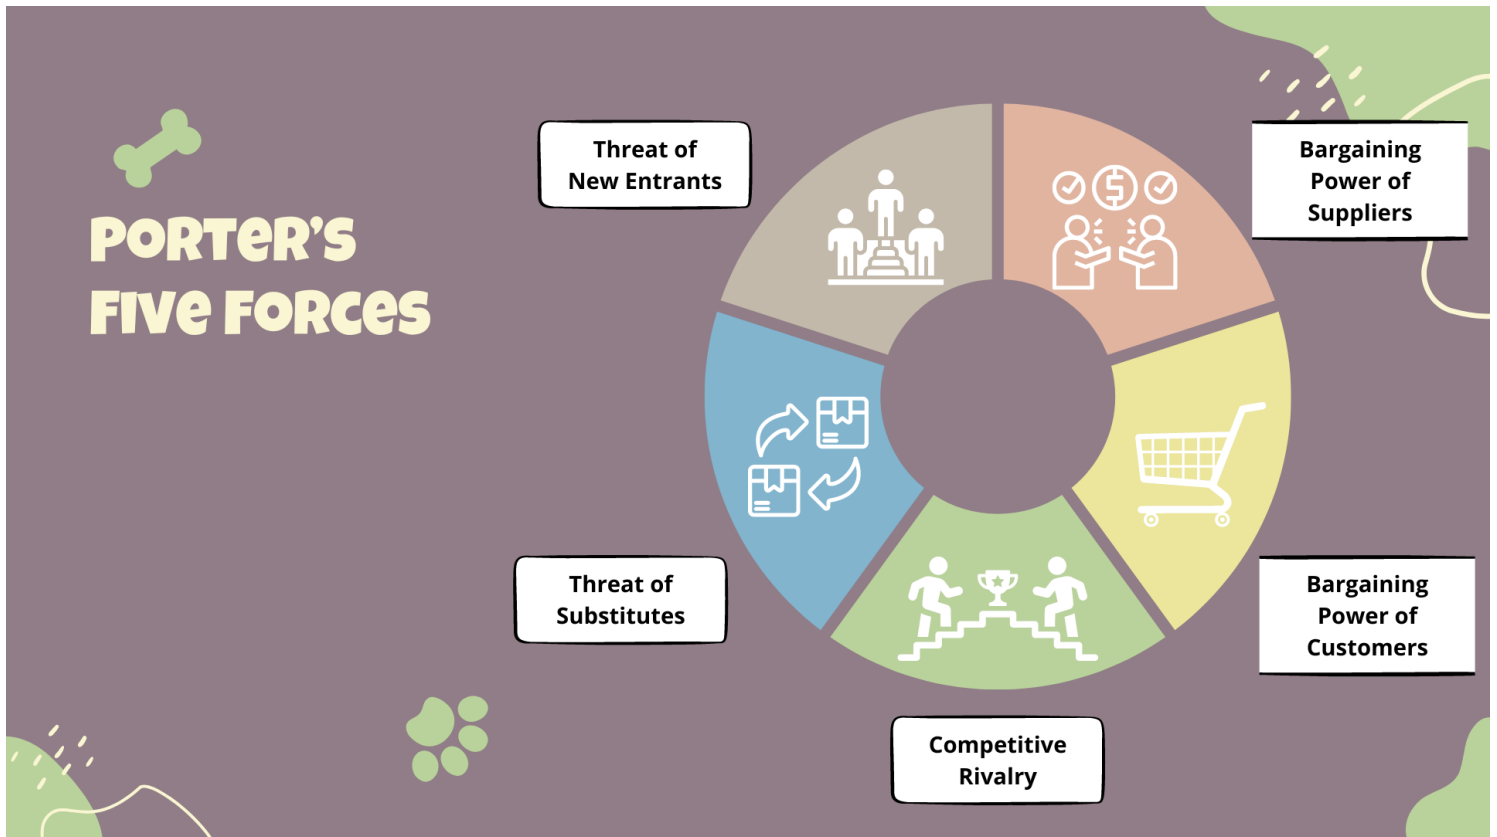 PORTER'S
FIVE FORCES
Threat of
New Entrants
Bargaining
Power of
Suppliers
$
Threat of
Substitutes
Bargaining
Power of
Customers
Competitive
Rivalry